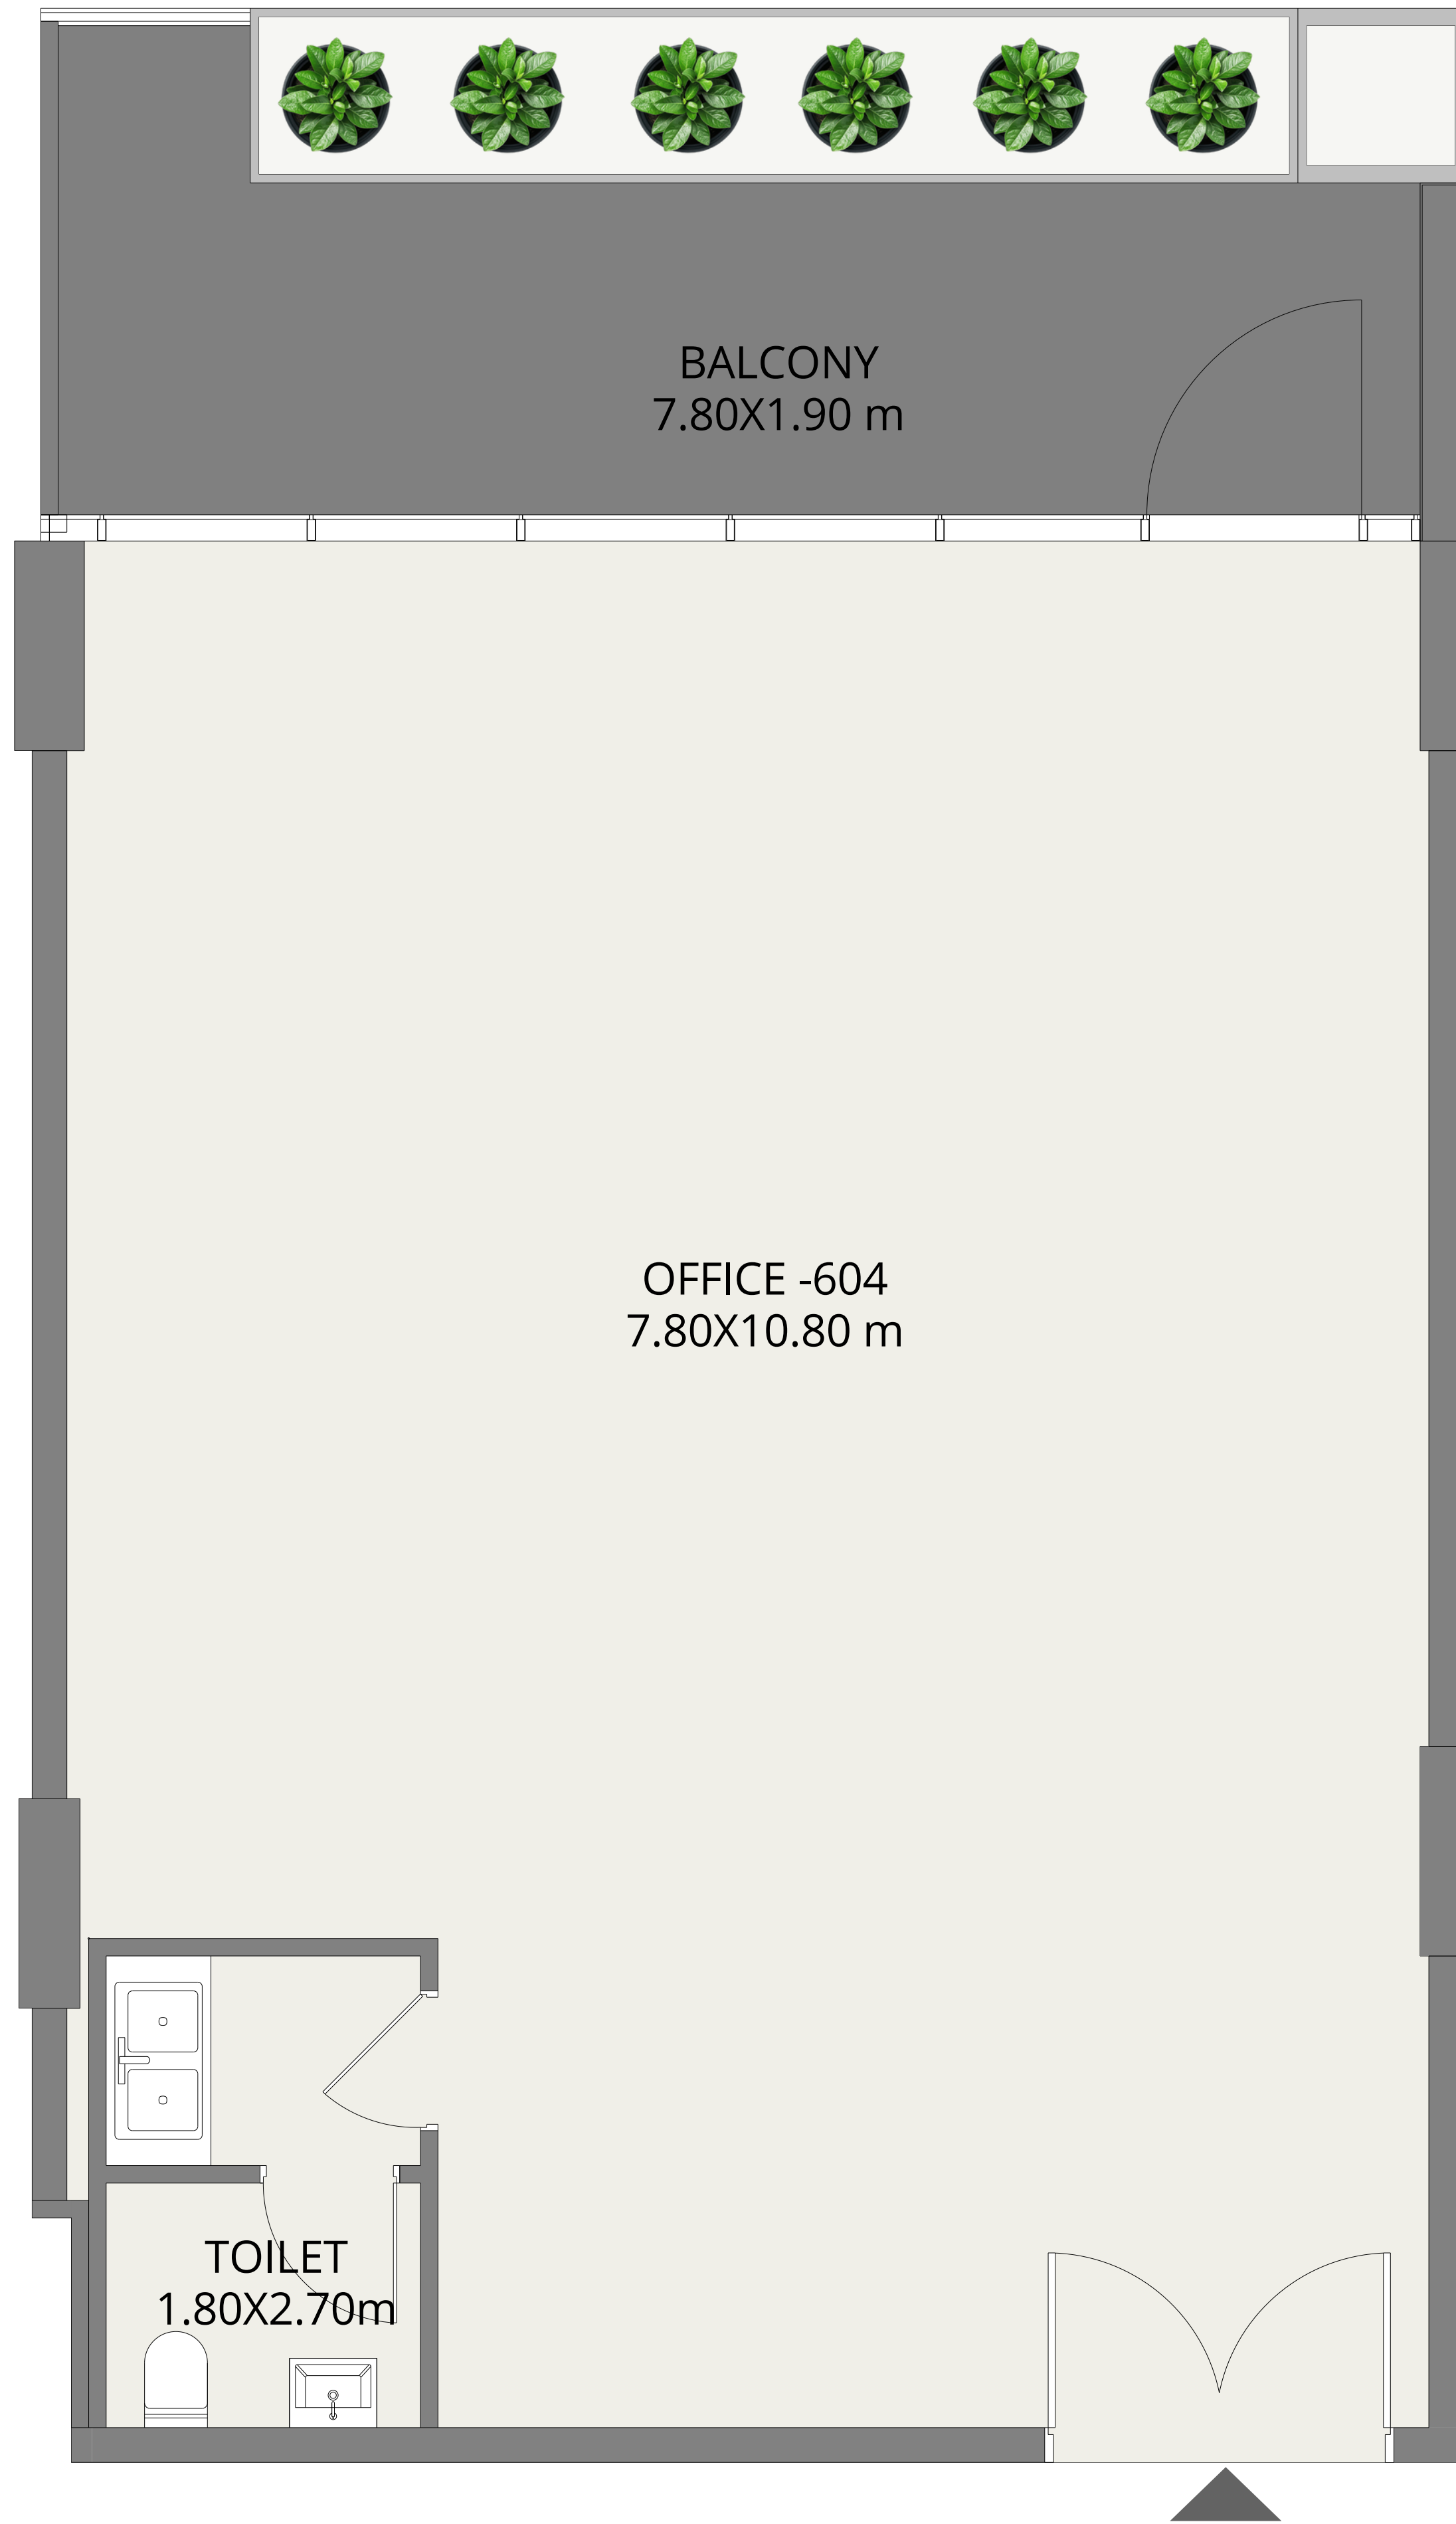 BALCONY
7.80X1.90 m
OFFICE -604
7.80X10.80 m
TOILET
1.80X2.70m